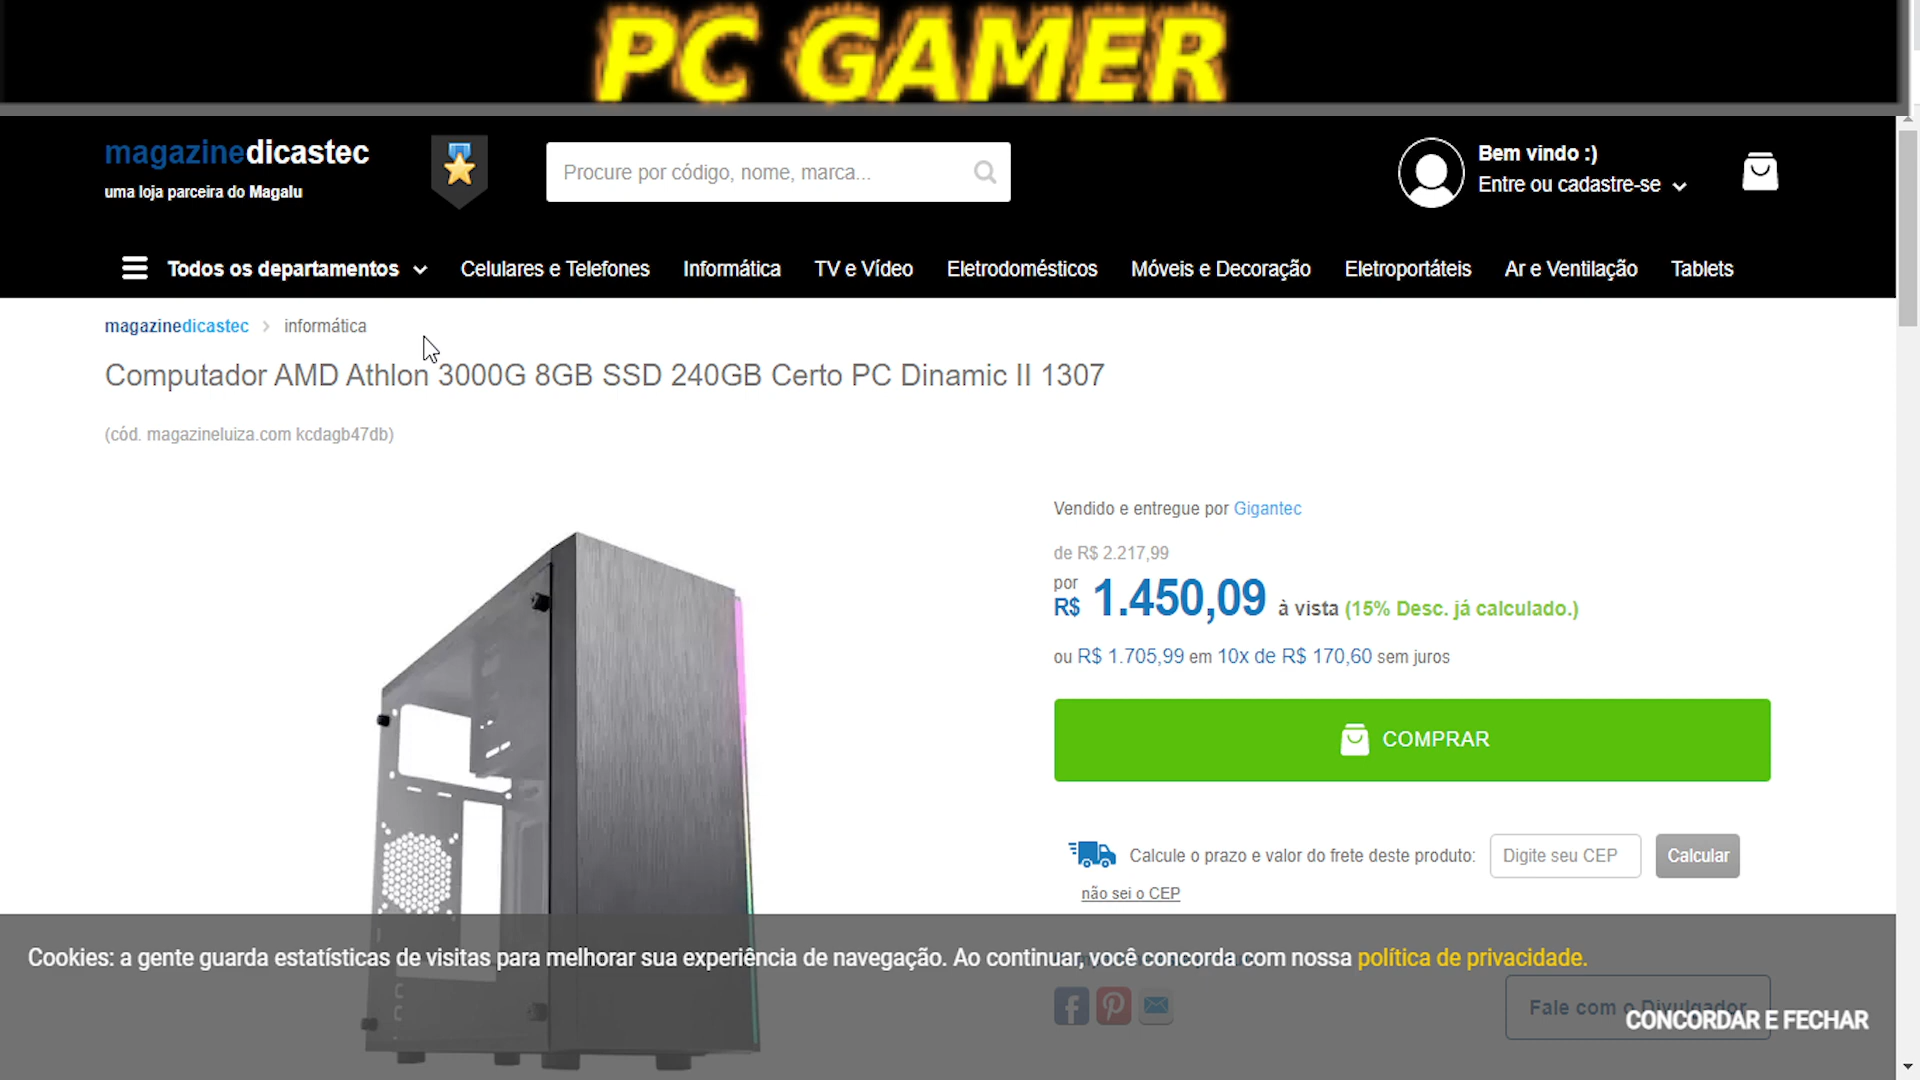 PC GAMER
magazinedicastec
uma loja parceira do Magalu
Procure por código, nome, marca...
Bem vindo :)
Entre ou cadastre-se
Todos os departamentos
Celulares e Telefones
Informática
TV e Vídeo
Eletrodomésticos
Móveis e Decoração
Eletroportáteis
Ar e Ventilação
Tablets
magazinedicastec
informática
Computador AMD Athlon 3000G 8GB SSD 240GB Certo PC Dinamic II 1307
(cód. magazineluiza.com kcdagb47db)
Vendido e entregue por Gigantec
de R$ 2.217,99
por
R$ 1.450,09 à vista (15% Desc. já calculado.)
ou R$ 1.705,99 em 10x de R$ 170,60 sem juros
COMPRAR
Calcule o prazo e valor do frete deste produto:
Digite seu CEP
Calcular
não sei o CEP
Cookies: a gente guarda estatísticas de visitas para melhorar sua experiência de navegação. Ao continuar, você concorda com nossa política de privacidade.
Fale com o Divulgador
CONCORDAR E FECHAR